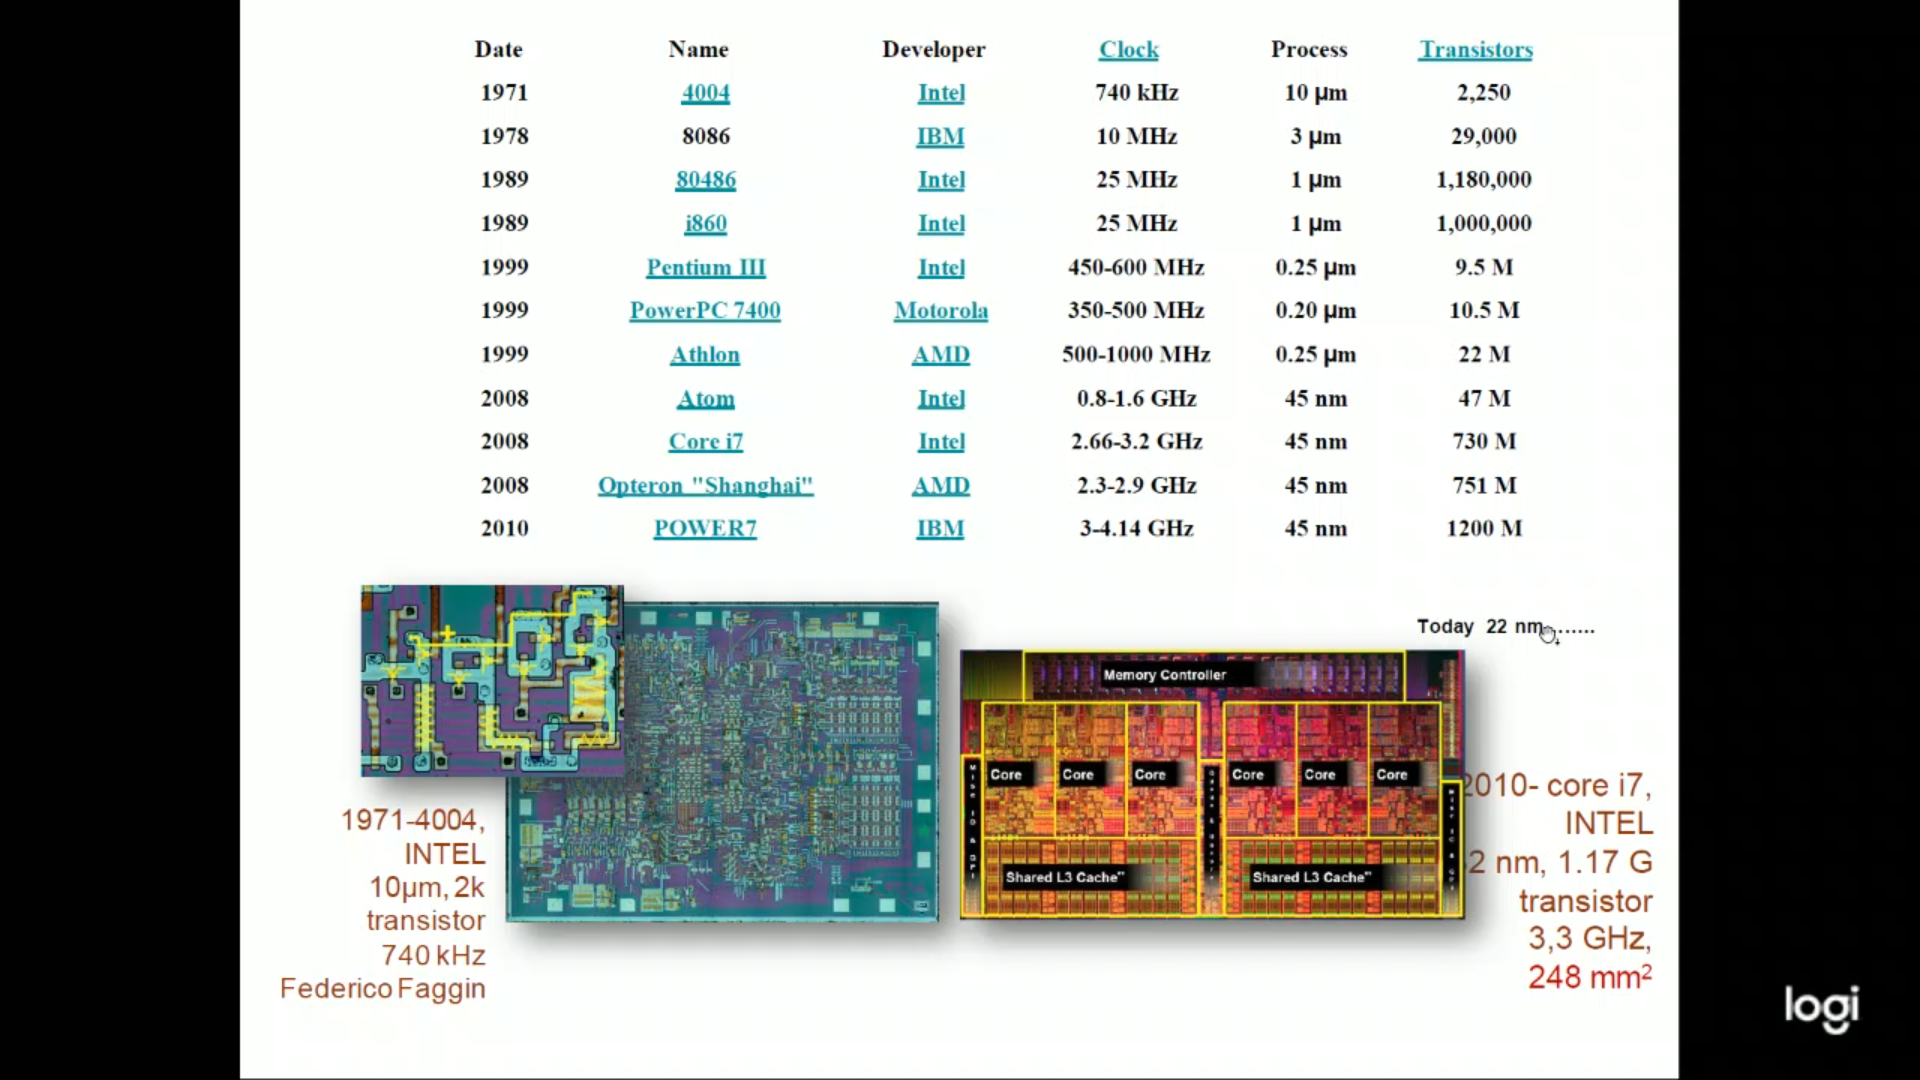 Date Name Developer Clock Process Transistors
1971 4004 Intel 740 kHz 10 µm 2,250
1978 8086 IBM 10 MHz 3 µm 29,000
1989 80486 Intel 25 MHz 1 µm 1,180,000
1989 i860 Intel 25 MHz 1 µm 1,000,000
1999 Pentium III Intel 450-600 MHz 0.25 µm 9.5 M
1999 PowerPC 7400 Motorola 350-500 MHz 0.20 µm 10.5 M
1999 Athlon AMD 500-1000 MHz 0.25 µm 22 M
2008 Atom Intel 0.8-1.6 GHz 45 nm 47 M
2008 Core i7 Intel 2.66-3.2 GHz 45 nm 730 M
2008 Opteron "Shanghai" AMD 2.3-2.9 GHz 45 nm 751 M
2010 POWER7 IBM 3-4.14 GHz 45 nm 1200 M
Today 22 nm.......
Memory Controller
Core Core Core Core Core Core
Shared L3 Cache" Shared L3 Cache"
1971-4004,
INTEL
10µm, 2k
transistor
740 kHz
Federico Faggin
2010- core i7,
INTEL
2 nm, 1.17 G
transistor
3,3 GHz,
248 mm²
logi